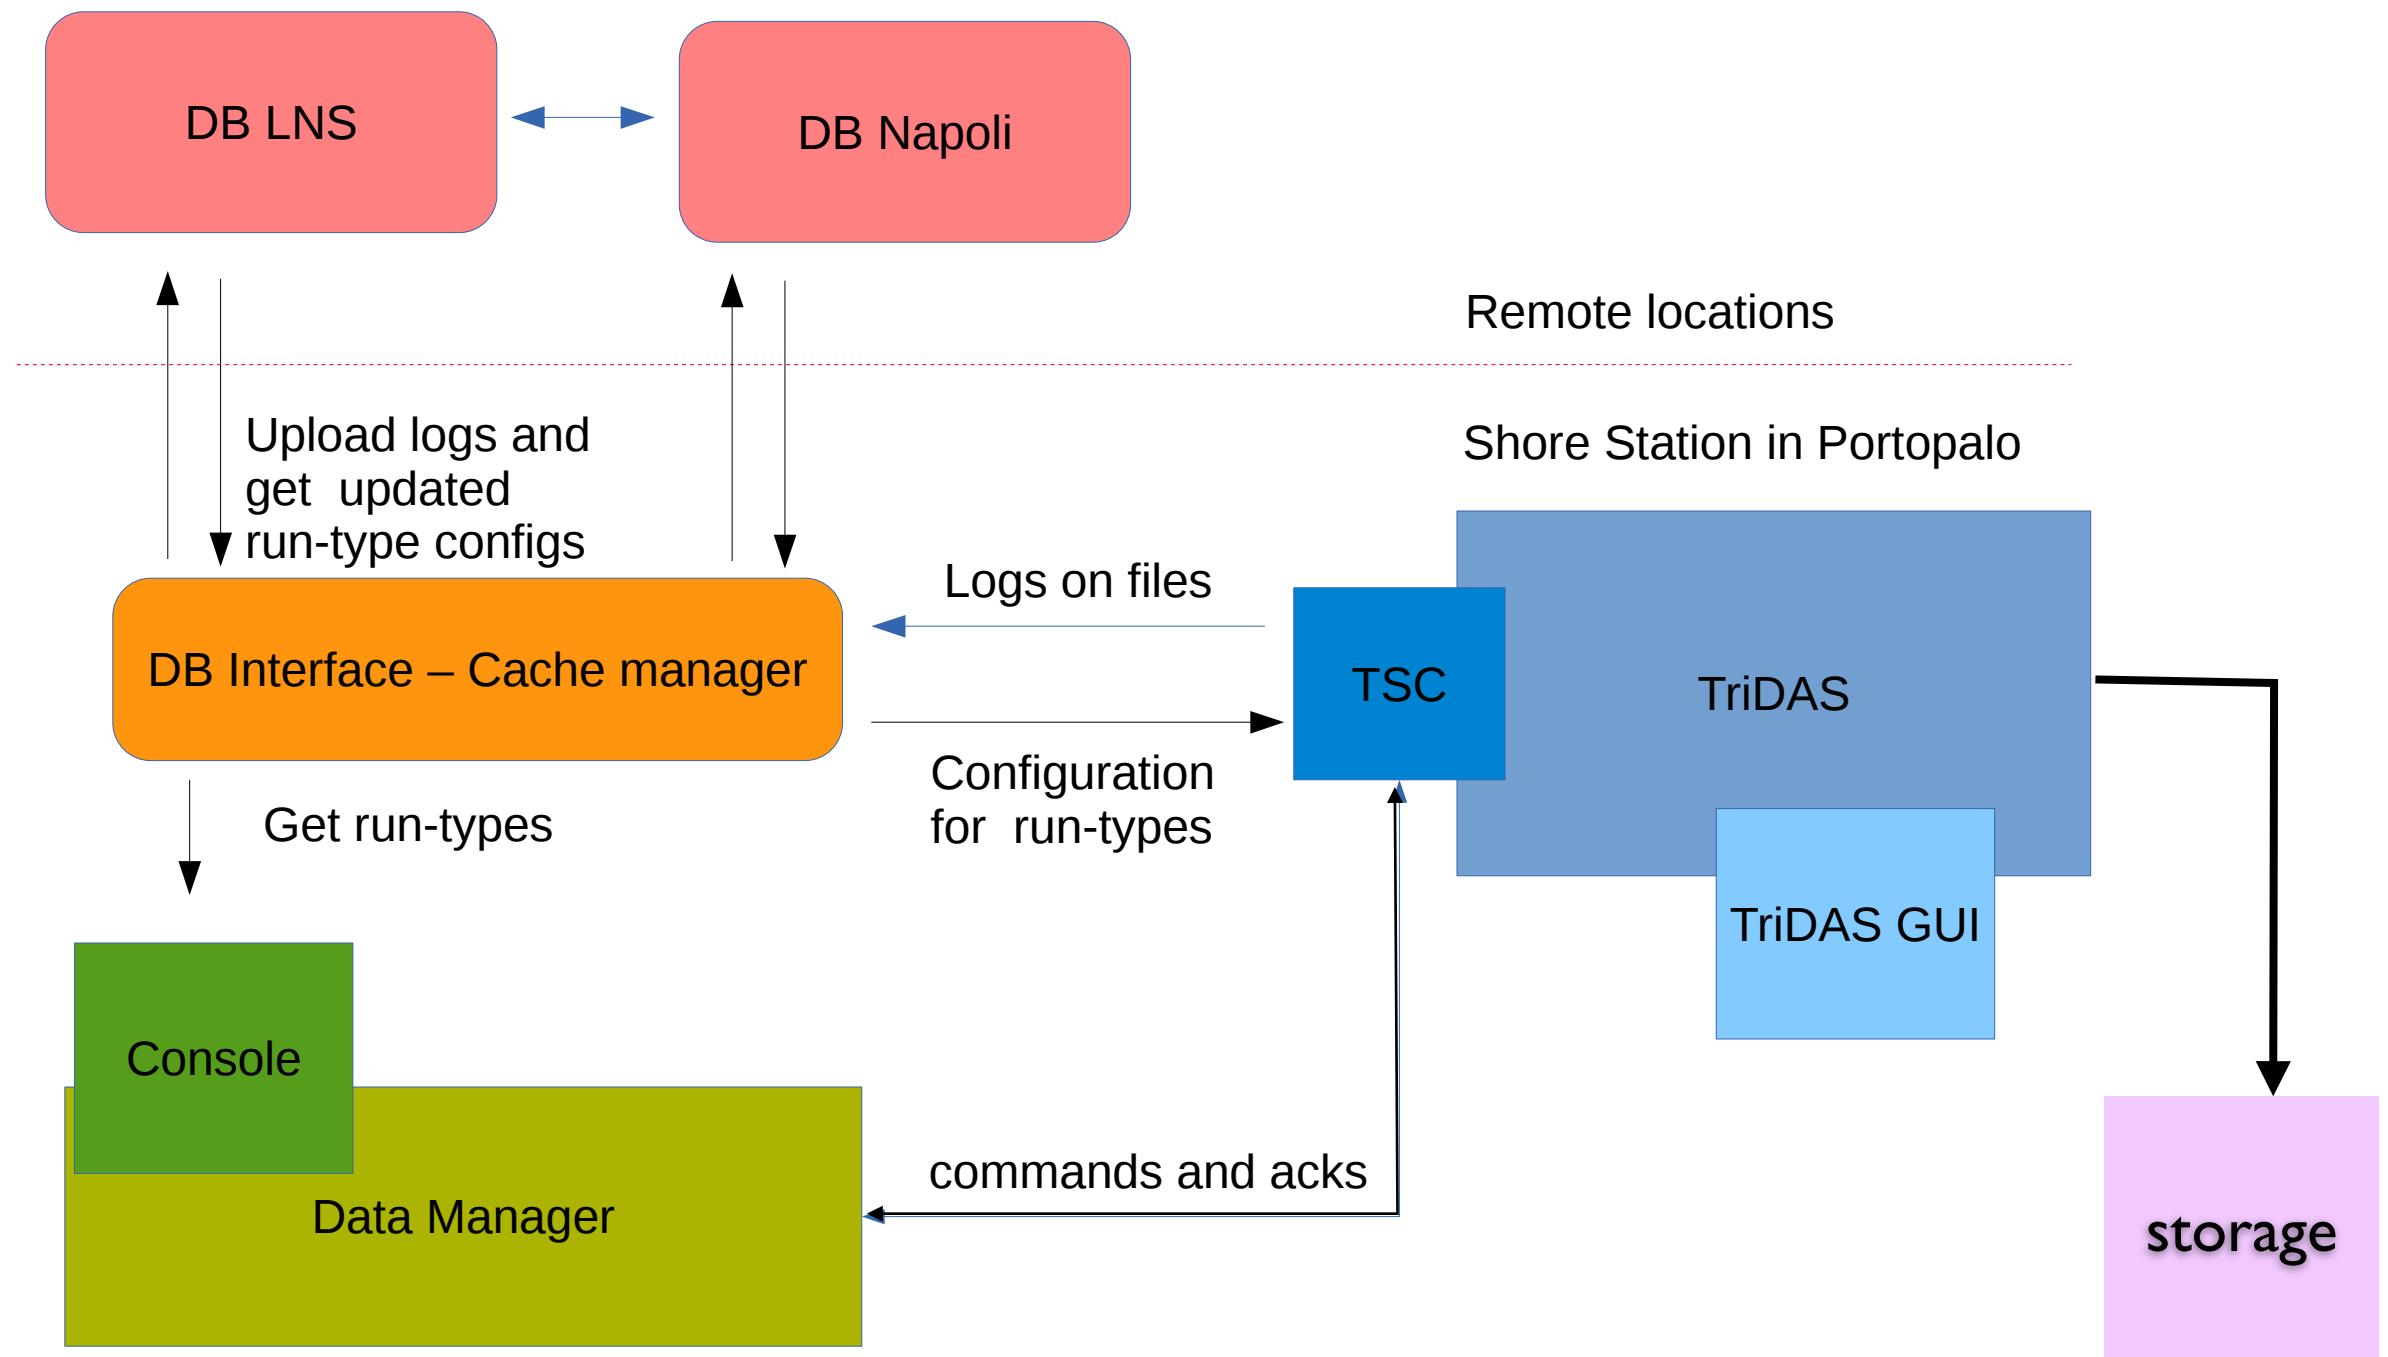 DB LNS
DB Napoli
Remote locations
Upload logs and
get  updated
run-type configs
Shore Station in Portopalo
Logs on files
DB Interface – Cache manager
TSC
TriDAS
Configuration
for  run-types
Get run-types
TriDAS GUI
Console
commands and acks
Data Manager
storage